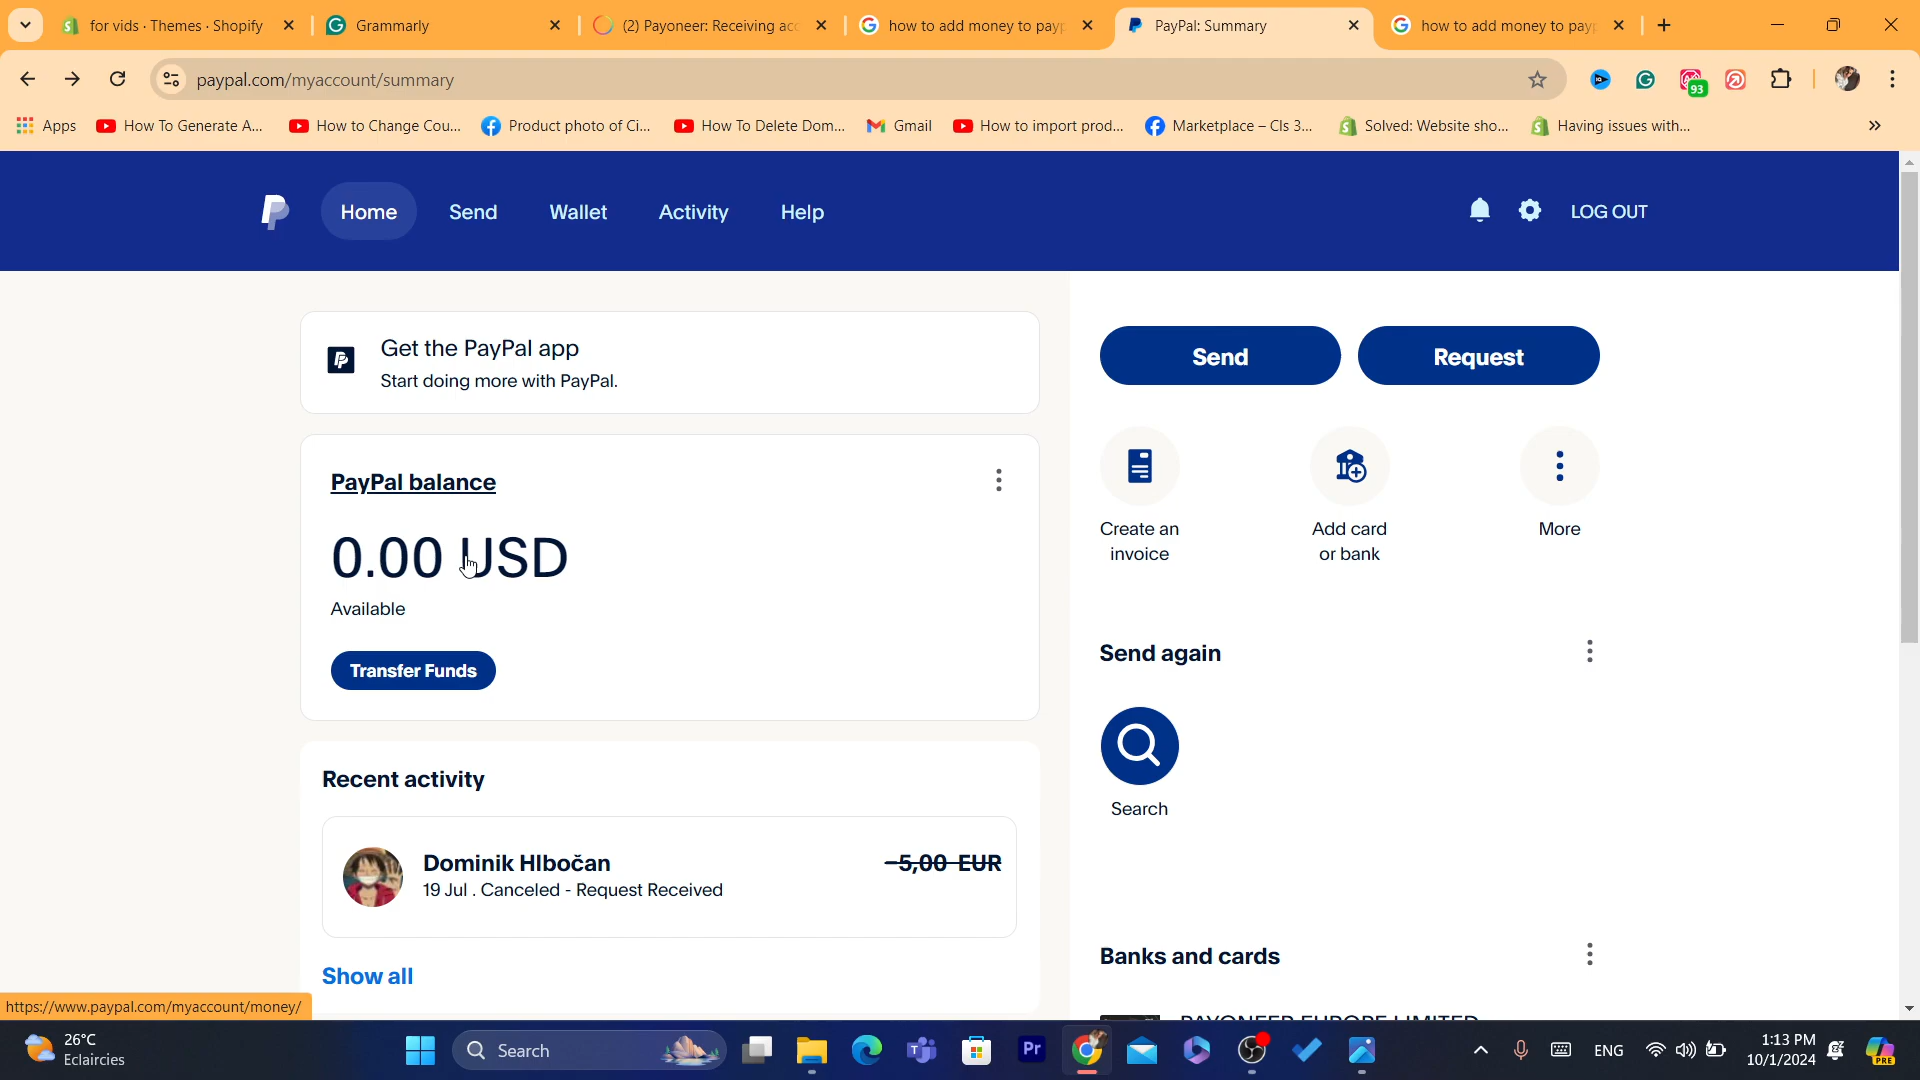 for vids · Themes · Shopify
Grammarly
(2) Payoneer: Receiving acc
how to add money to payp
PayPal: Summary
how to add money to payp
paypal.com/myaccount/summary
93
Apps
How To Generate A...
How to Change Cou...
Product photo of Ci...
How To Delete Dom...
Gmail
How to import prod...
Marketplace – Cls 3...
Solved: Website sho...
Having issues with...
Home
Send
Wallet
Activity
Help
LOG OUT
Get the PayPal app
Start doing more with PayPal.
PayPal balance
0.00 USD
Available
Transfer Funds
Send
Request
Create an
invoice
Add card
or bank
More
Send again
Search
Recent activity
Dominik Hlbočan
−5,00 EUR
19 Jul . Canceled - Request Received
Show all
Banks and cards
PAYONEER EUROPE LIMITED
https://www.paypal.com/myaccount/money/
26°C
Eclaircies
Search
Pr
ENG
1:13 PM
10/1/2024
PRE